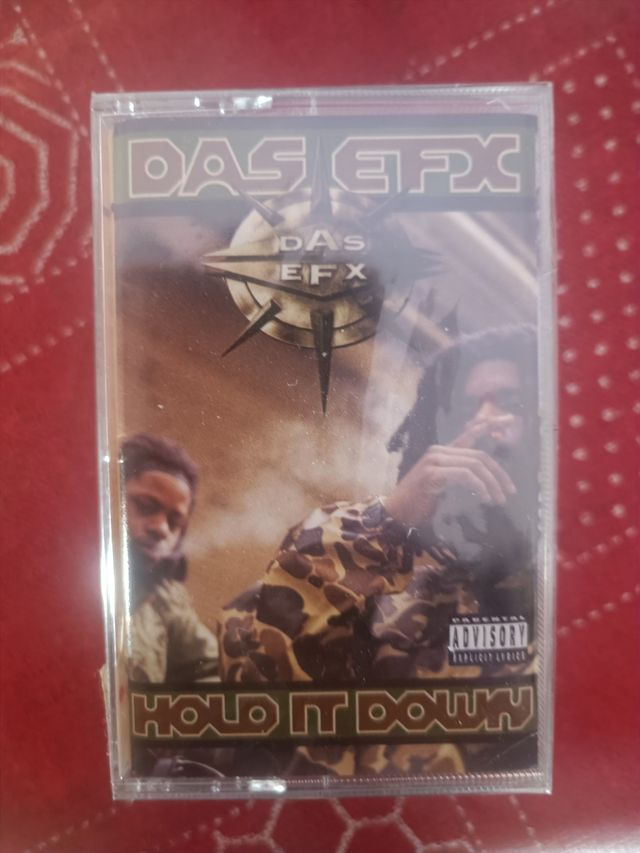 DAS EFX
DAS
EFX
PARENTAL
ADVISORY
EXPLICIT LYRICS
HOLD IT DOWN